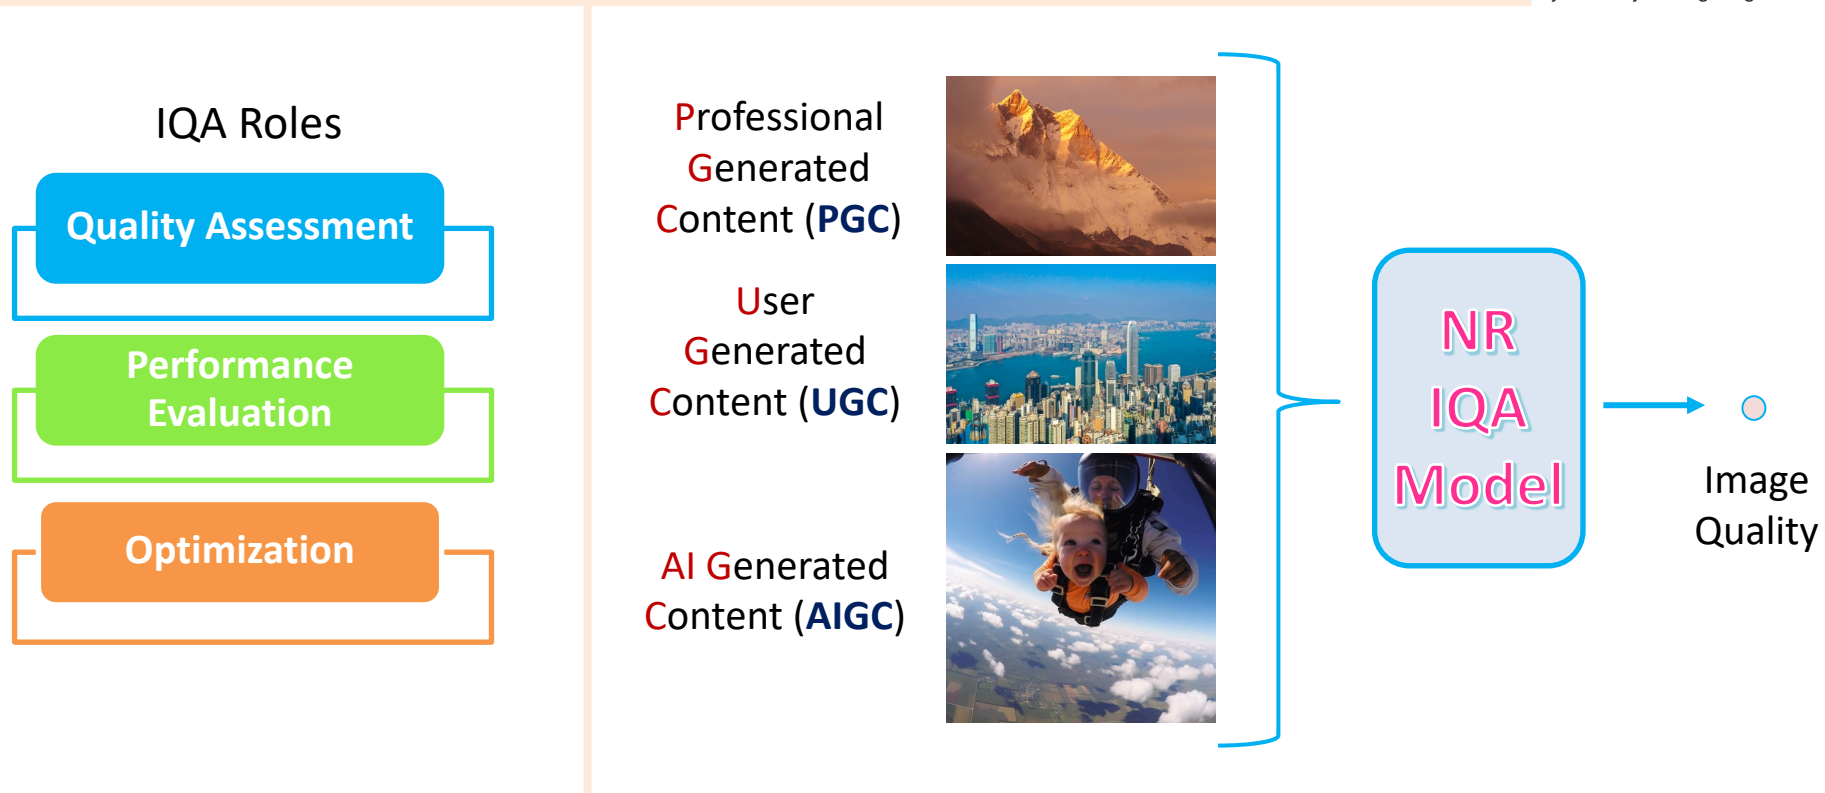 IQA Roles
Quality Assessment
Performance
Evaluation
Optimization
Professional
Generated
Content (PGC)
User
Generated
Content (UGC)
AI Generated
Content (AIGC)
NR
IQA
Model
Image
Quality